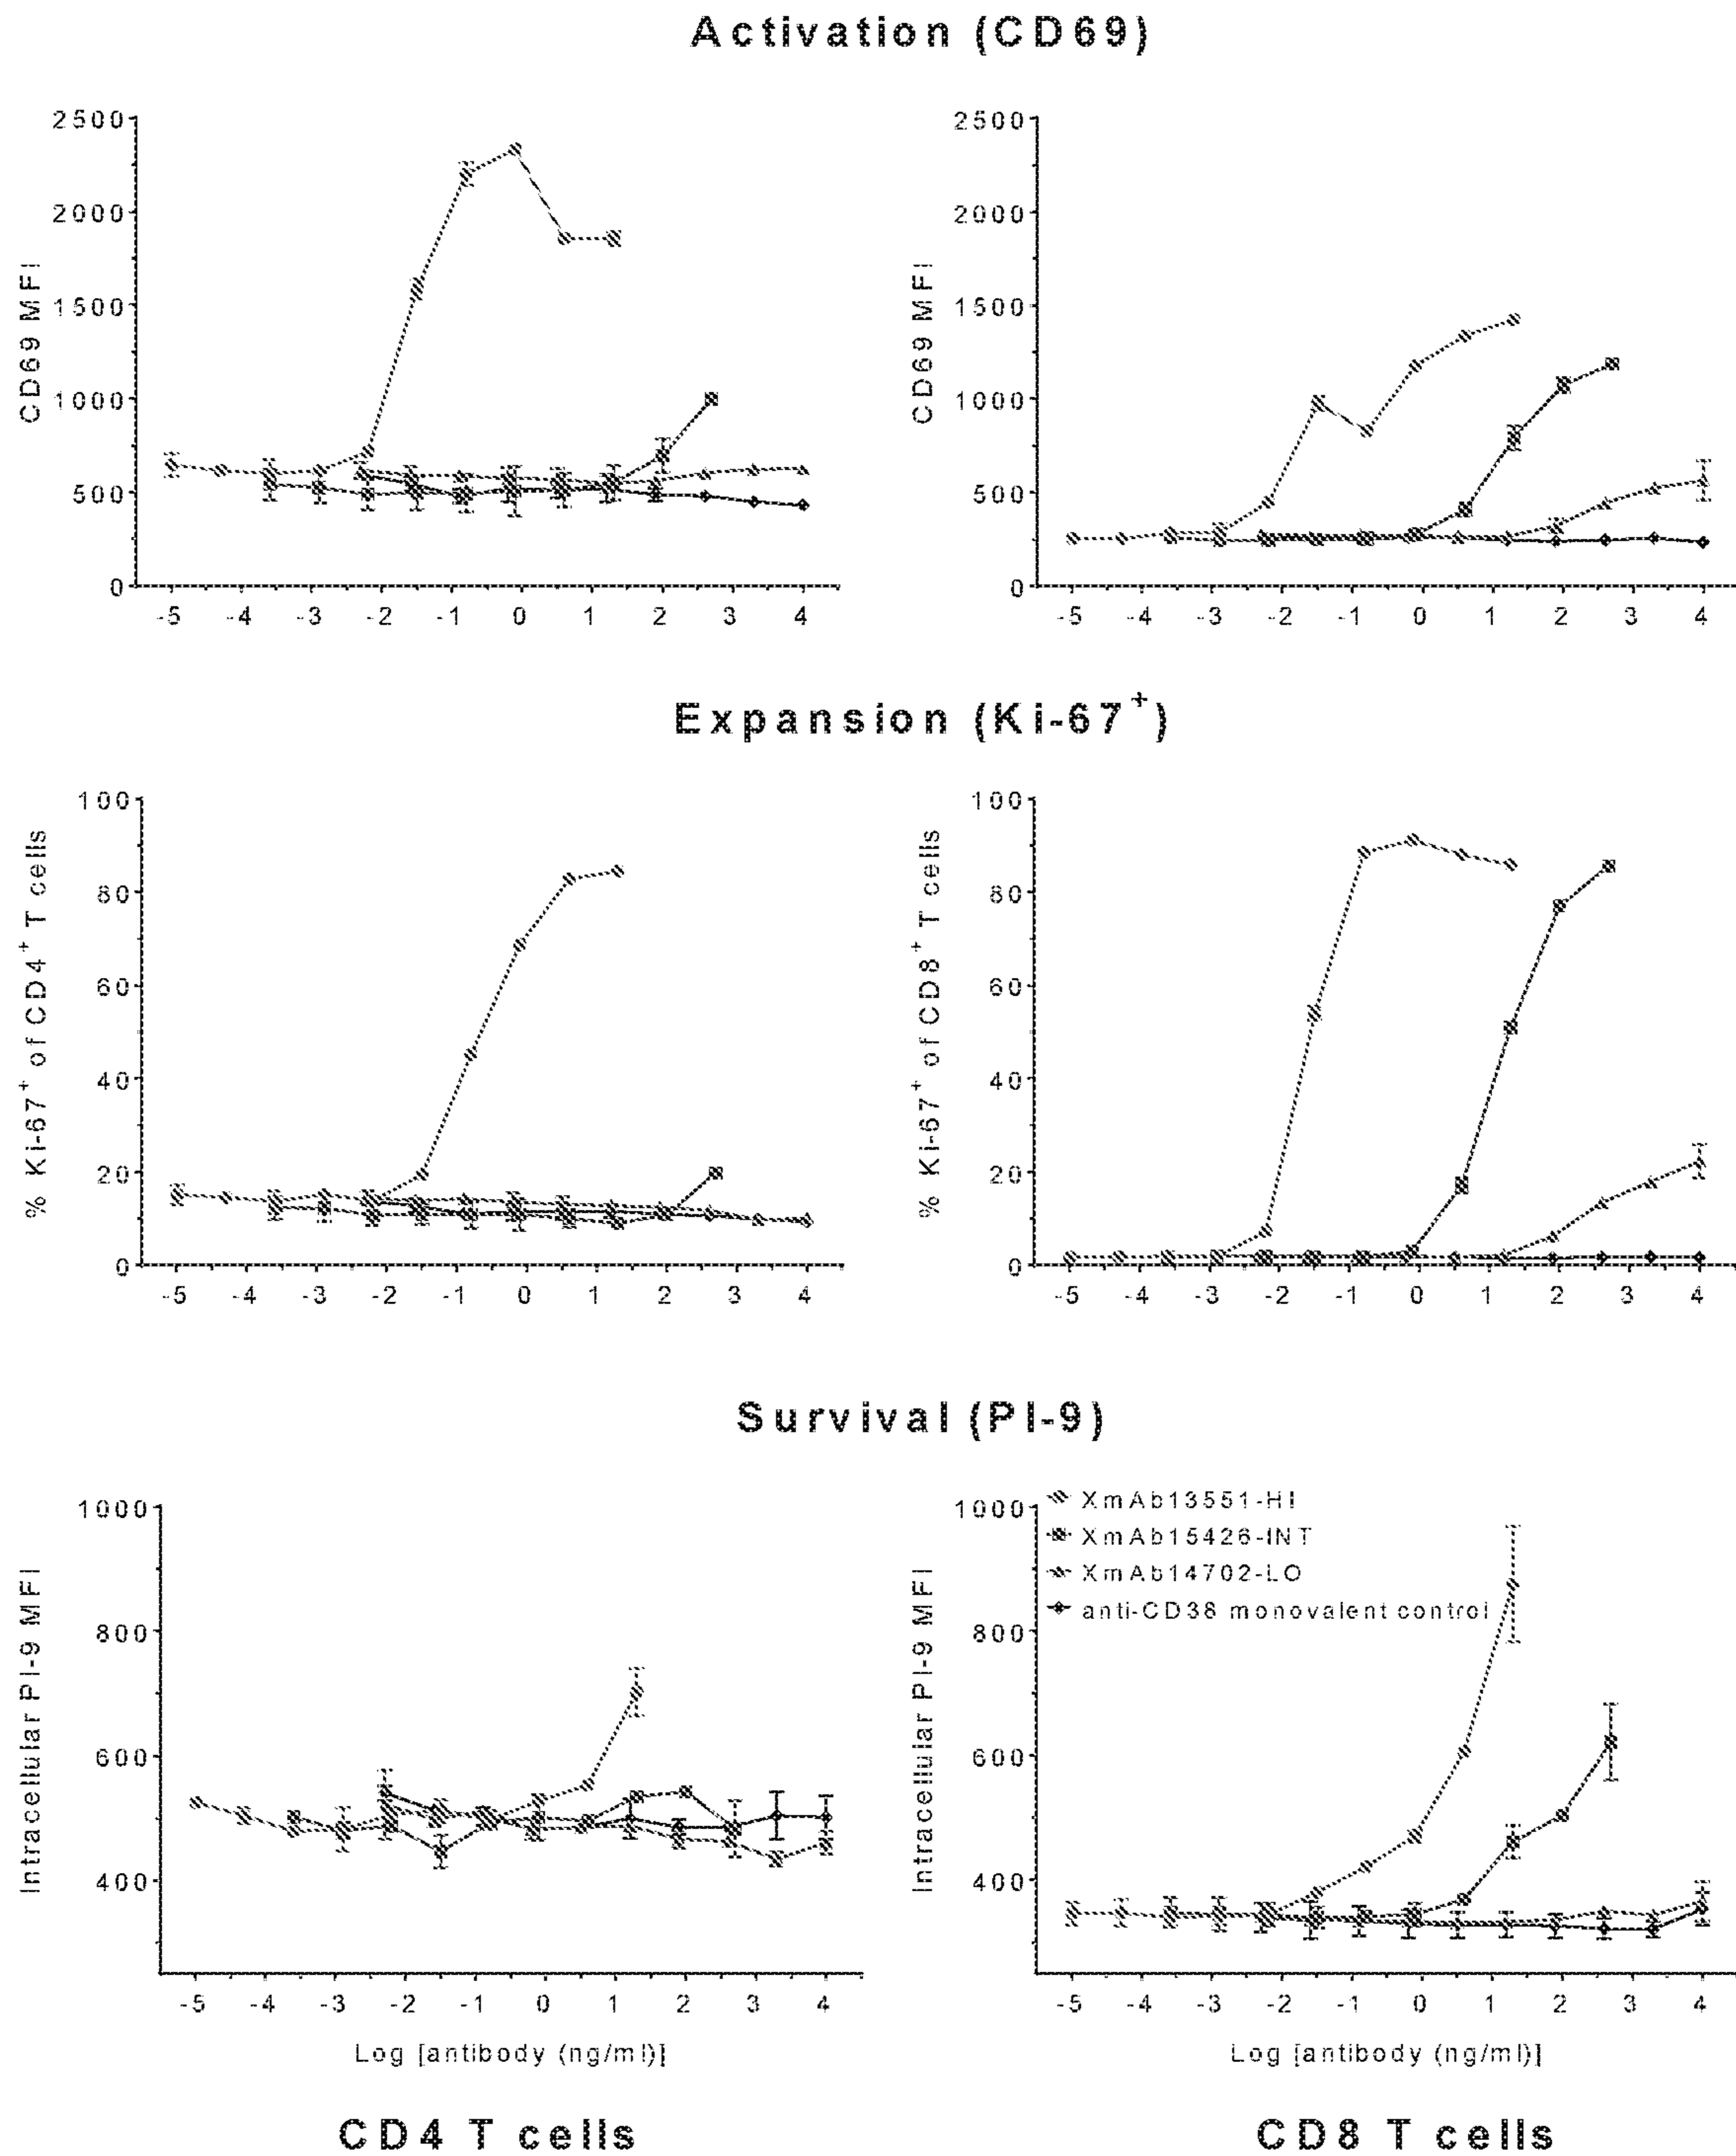 Activation (CD69)
CD69 MFI
2500
2000
1500
1000
500
0
-5 -4 -3 -2 -1 0 1 2 3 4
CD69 MFI
2500
2000
1500
1000
500
0
-5 -4 -3 -2 -1 0 1 2 3 4
Expansion (Ki-67+)
% Ki-67+ of CD4+ T cells
100
80
60
40
20
0
-5 -4 -3 -2 -1 0 1 2 3 4
% Ki-67+ of CD8+ T cells
100
80
60
40
20
0
-5 -4 -3 -2 -1 0 1 2 3 4
Survival (PI-9)
Intracellular PI-9 MFI
1000
800
600
400
-5 -4 -3 -2 -1 0 1 2 3 4
Log [antibody (ng/ml)]
CD4 T cells
Intracellular PI-9 MFI
1000
800
600
400
XmAb13551-HI
XmAb15426-INT
XmAb14702-LO
anti-CD38 monovalent control
-5 -4 -3 -2 -1 0 1 2 3 4
Log [antibody (ng/ml)]
CD8 T cells